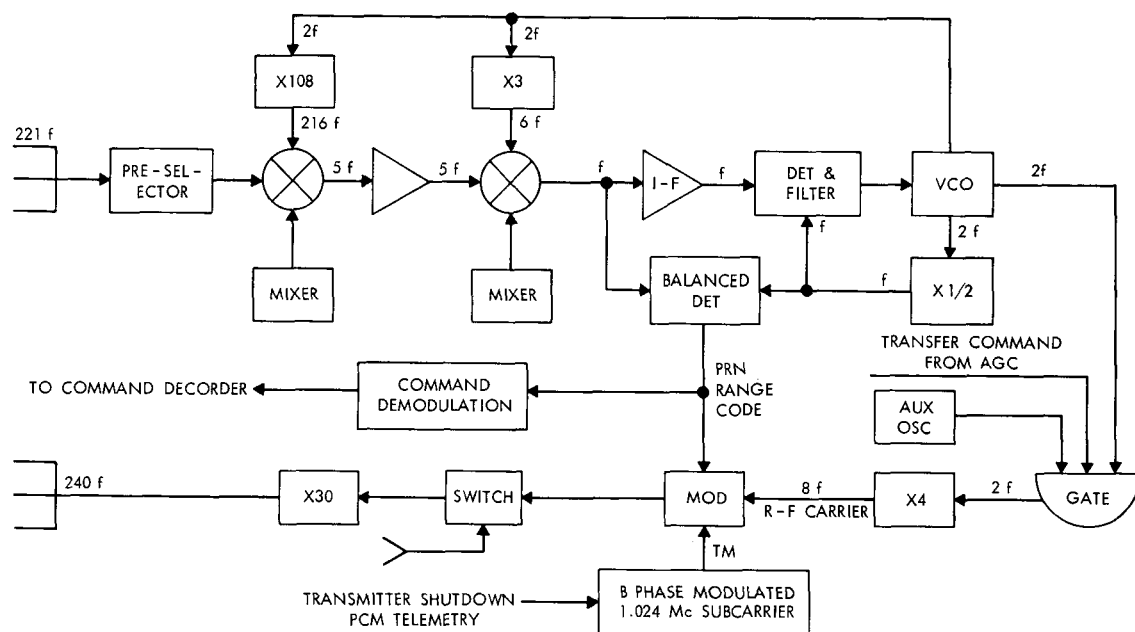 2f
2f
X108
X3
221 f
216 f
6 f
PRE-SEL-
ECTOR
5 f
5 f
f
I-F
f
DET &
FILTER
VCO
2f
f
2 f
MIXER
MIXER
BALANCED
DET
f
X 1/2
TRANSFER COMMAND
FROM AGC
TO COMMAND DECORDER
COMMAND
DEMODULATION
PRN
RANGE
CODE
AUX
OSC
240 f
X30
SWITCH
MOD
8 f
R-F CARRIER
X4
2 f
GATE
TM
TRANSMITTER SHUTDOWN
PCM TELEMETRY
B PHASE MODULATED
1.024 Mc SUBCARRIER